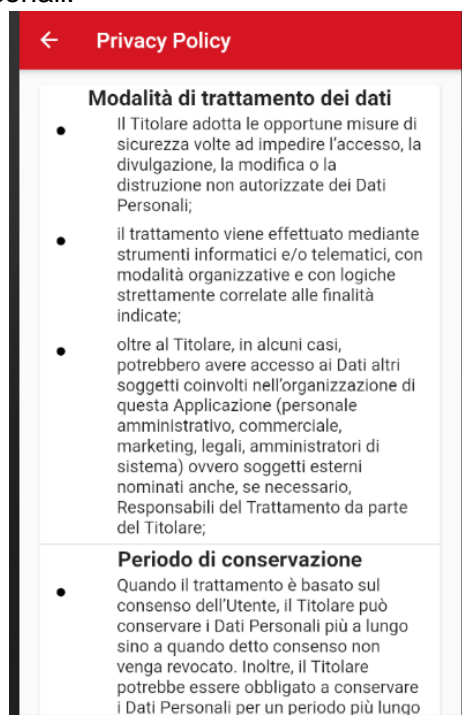 onali.
Privacy Policy
Modalità di trattamento dei dati
Il Titolare adotta le opportune misure di
sicurezza volte ad impedire l'accesso, la
divulgazione, la modifica o la
distruzione non autorizzate dei Dati
Personali;
il trattamento viene effettuato mediante
strumenti informatici e/o telematici, con
modalità organizzative e con logiche
strettamente correlate alle finalità
indicate;
oltre al Titolare, in alcuni casi,
potrebbero avere accesso ai Dati altri
soggetti coinvolti nell'organizzazione di
questa Applicazione (personale
amministrativo, commerciale,
marketing, legali, amministratori di
sistema) ovvero soggetti esterni
nominati anche, se necessario,
Responsabili del Trattamento da parte
del Titolare;
Periodo di conservazione
Quando il trattamento è basato sul
consenso dell'Utente, il Titolare può
conservare i Dati Personali più a lungo
sino a quando detto consenso non
venga revocato. Inoltre, il Titolare
potrebbe essere obbligato a conservare
i Dati Personali per un periodo più lungo